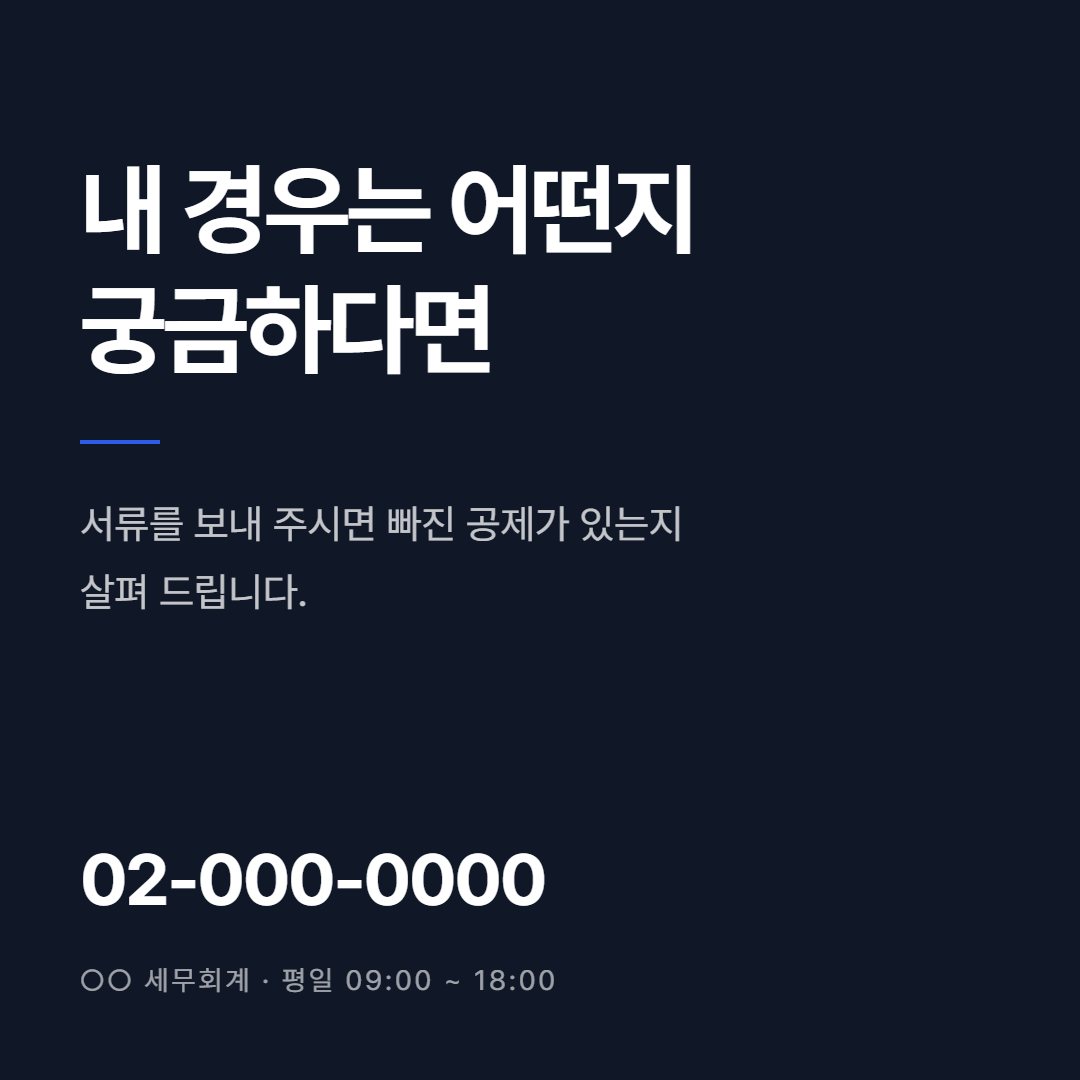 내 경우는 어떤지
궁금하다면
서류를 보내 주시면 빠진 공제가 있는지
살펴 드립니다.
02-000-0000
○○ 세무회계 · 평일 09:00 ~ 18:00